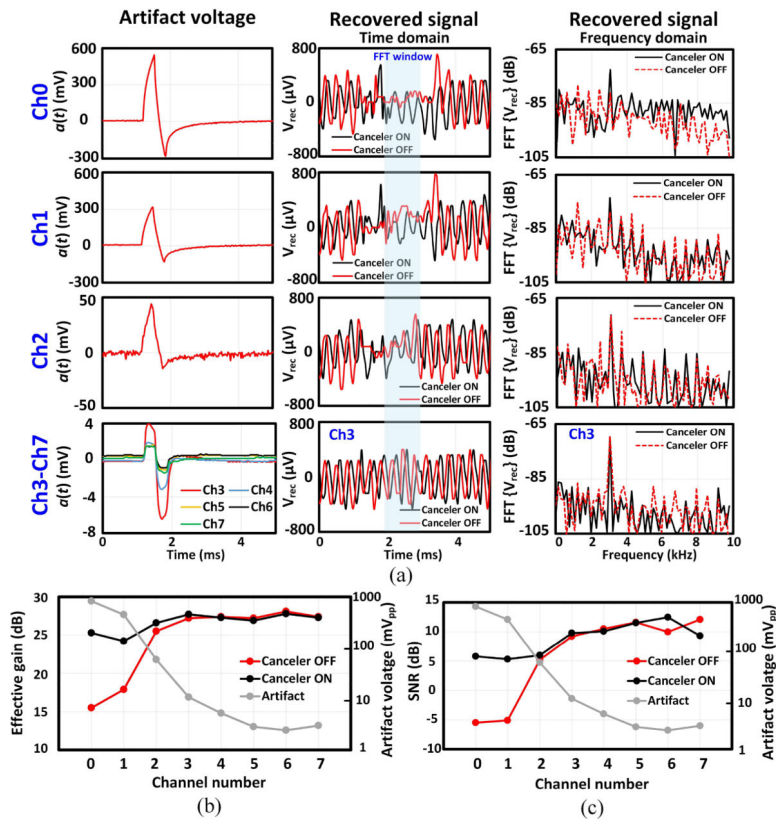 (a)
Artifact voltage
Recovered signal
Time domain
Recovered signal
Frequency domain
Ch0
a(t) (mV)
600
300
0
-300
V_rec (µV)
800
0
-800
FFT window
Canceler ON
Canceler OFF
FFT {V_rec} (dB)
-65
-85
-105
Canceler ON
Canceler OFF
Ch1
a(t) (mV)
600
300
0
-300
V_rec (µV)
800
0
-800
Canceler ON
Canceler OFF
FFT {V_rec} (dB)
-65
-85
-105
Canceler ON
Canceler OFF
Ch2
a(t) (mV)
50
0
-50
V_rec (µV)
800
0
-800
Canceler ON
Canceler OFF
FFT {V_rec} (dB)
-65
-85
-105
Canceler ON
Canceler OFF
Ch3-Ch7
a(t) (mV)
4
0
-4
-8
Ch3
Ch4
Ch5
Ch6
Ch7
0
2
4
Time (ms)
Ch3
V_rec (µV)
800
0
-800
Canceler ON
Canceler OFF
0
2
4
Time (ms)
Ch3
FFT {V_rec} (dB)
-65
-85
-105
Canceler ON
Canceler OFF
0
2
4
6
8
10
Frequency (kHz)
(a)
Effective gain (dB)
30
25
20
15
10
Canceler OFF
Canceler ON
Artifact
1000
100
10
1
Artifact voltage (mV_pp)
0 1 2 3 4 5 6 7
Channel number
(b)
SNR (dB)
15
10
5
0
-5
-10
Canceler OFF
Canceler ON
Artifact
1000
100
10
1
Artifact volatge (mV_pp)
0 1 2 3 4 5 6 7
Channel number
(c)